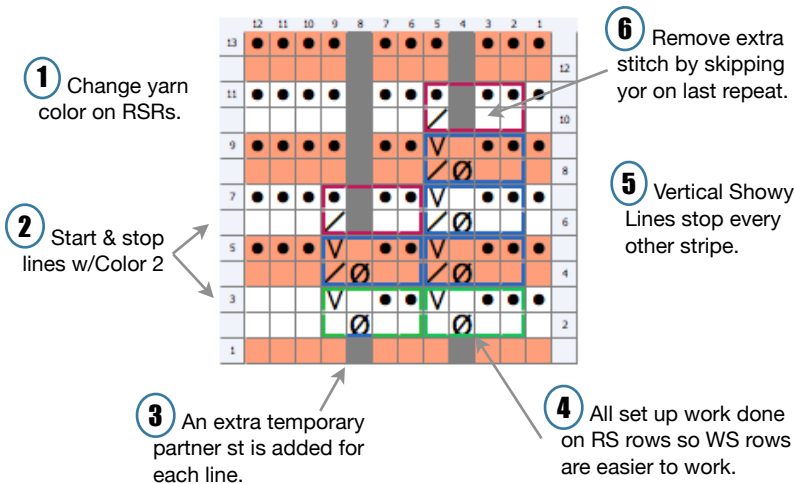 12 11 10 9 8 7 6 5 4 3 2 1
13 ● ● ● ● ● ● ● ● ● ●
12
11 ● ● ● ● ● ● ● ● ● ●
/ 10
9 ● ● ● ● ● ● V ● ● ●
/ Ø 8
7 ● ● ● ● ● ● V ● ● ●
/ / Ø 6
5 ● ● ● V ● ● V ● ● ●
/ Ø / Ø 4
3 V ● ● V ● ● ●
Ø Ø 2
1
1 Change yarn
color on RSRs.
2 Start & stop
lines w/Color 2
3 An extra temporary
partner st is added for
each line.
4 All set up work done
on RS rows so WS rows
are easier to work.
5 Vertical Showy
Lines stop every
other stripe.
6 Remove extra
stitch by skipping
yor on last repeat.